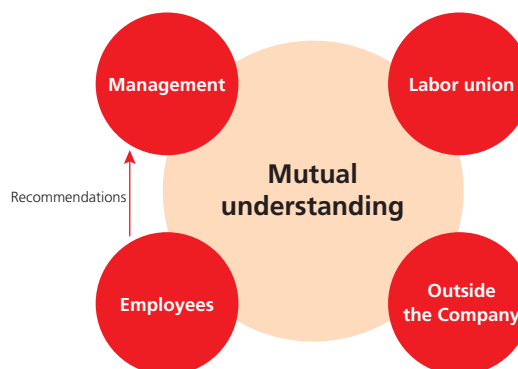 Management
Labor union
Mutual
understanding
Recommendations
Employees
Outside
the Company